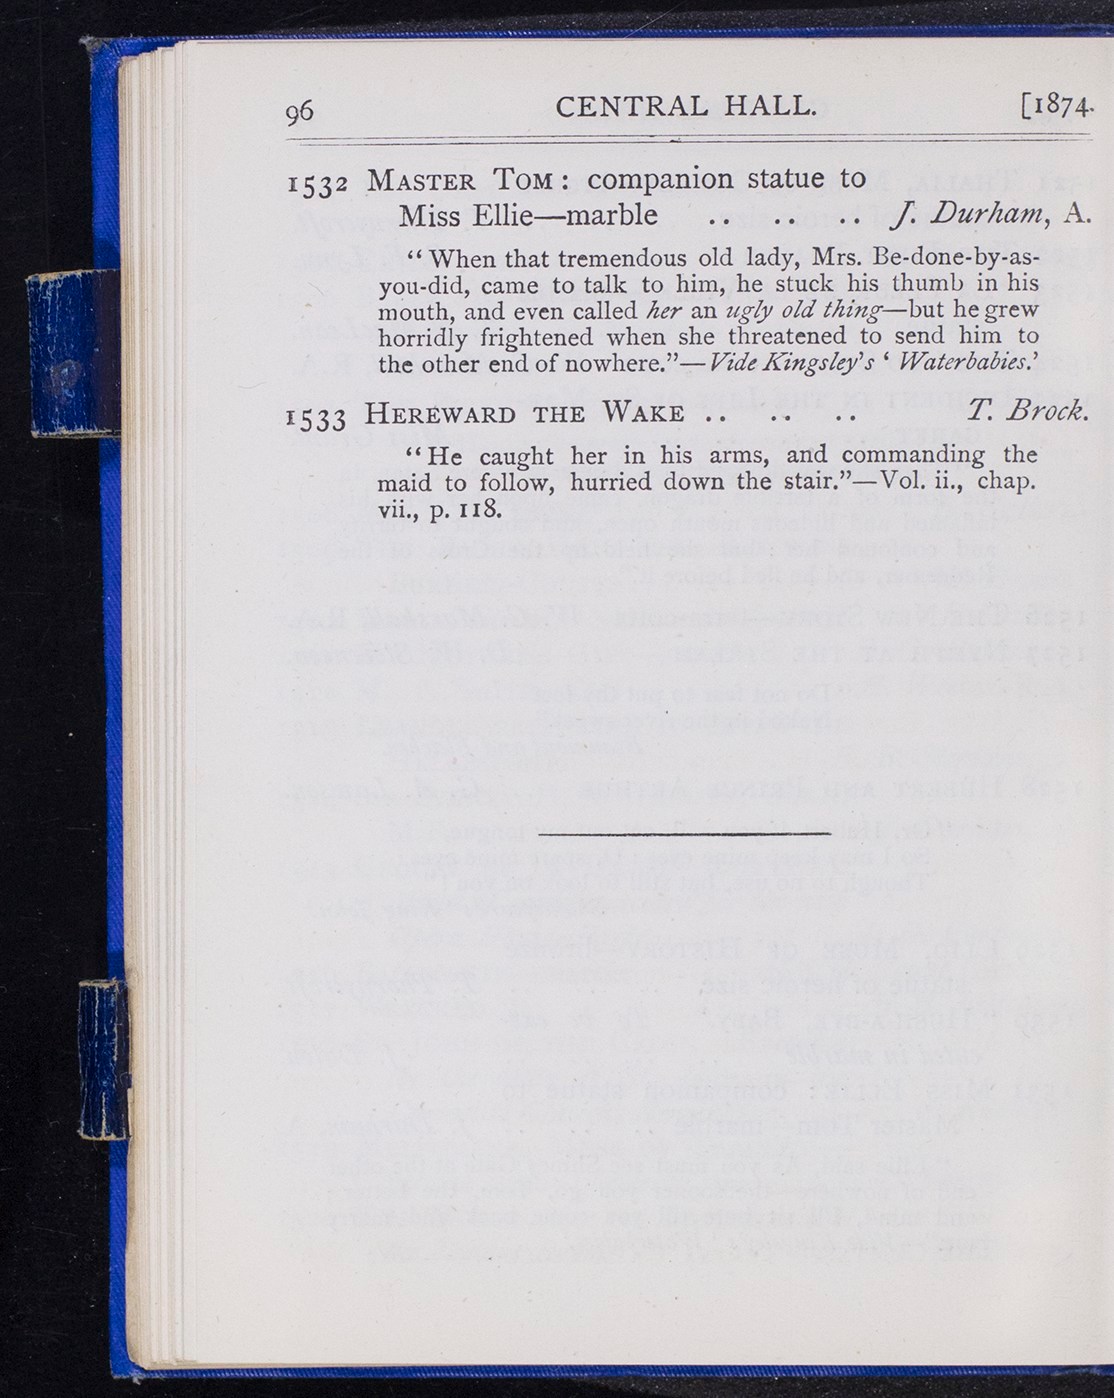 96 CENTRAL HALL. [1874.
1532 MASTER TOM: companion statue to
Miss Ellie—marble .. .. .. J. Durham, A.
“When that tremendous old lady, Mrs. Be-done-by-as-
you-did, came to talk to him, he stuck his thumb in his
mouth, and even called her an ugly old thing—but he grew
horridly frightened when she threatened to send him to
the other end of nowhere.”—Vide Kingsley's ‘Waterbabies.’
1533 HEREWARD THE WAKE .. .. .. T. Brock.
“He caught her in his arms, and commanding the
maid to follow, hurried down the stair.”—Vol. ii., chap.
vii., p. 118.